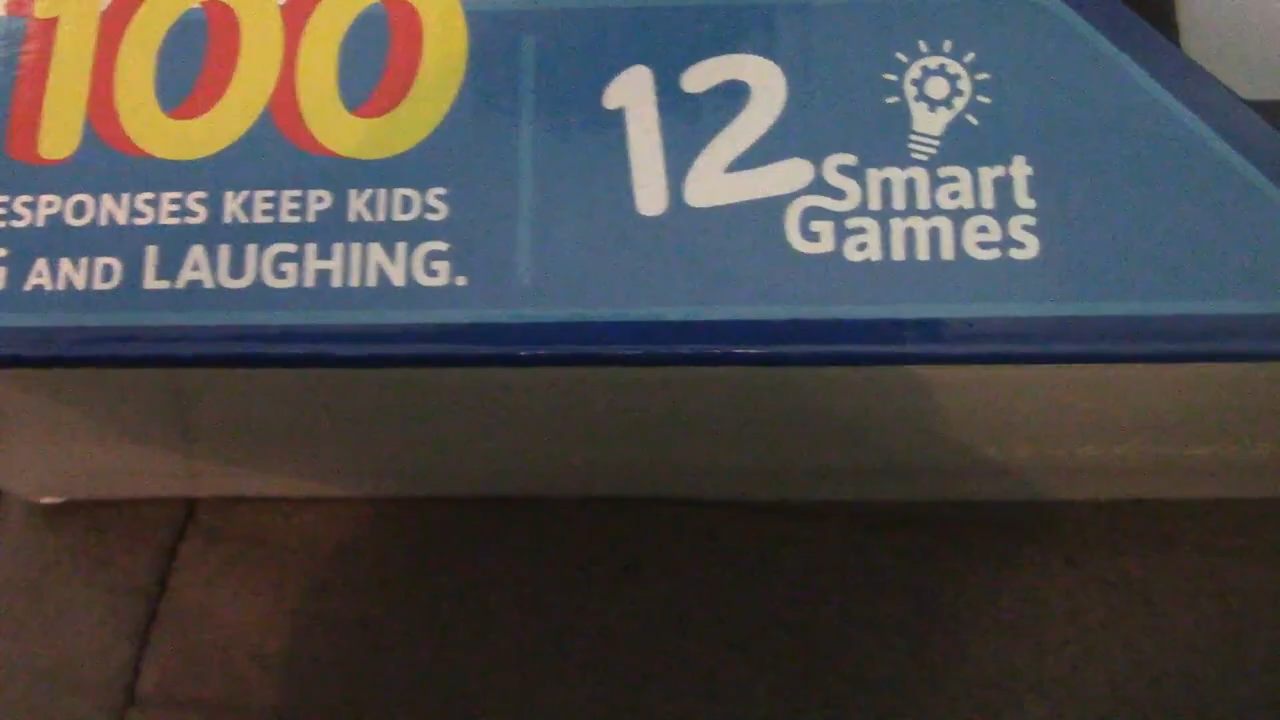 100
ESPONSES KEEP KIDS
AND LAUGHING.
12 Smart
Games